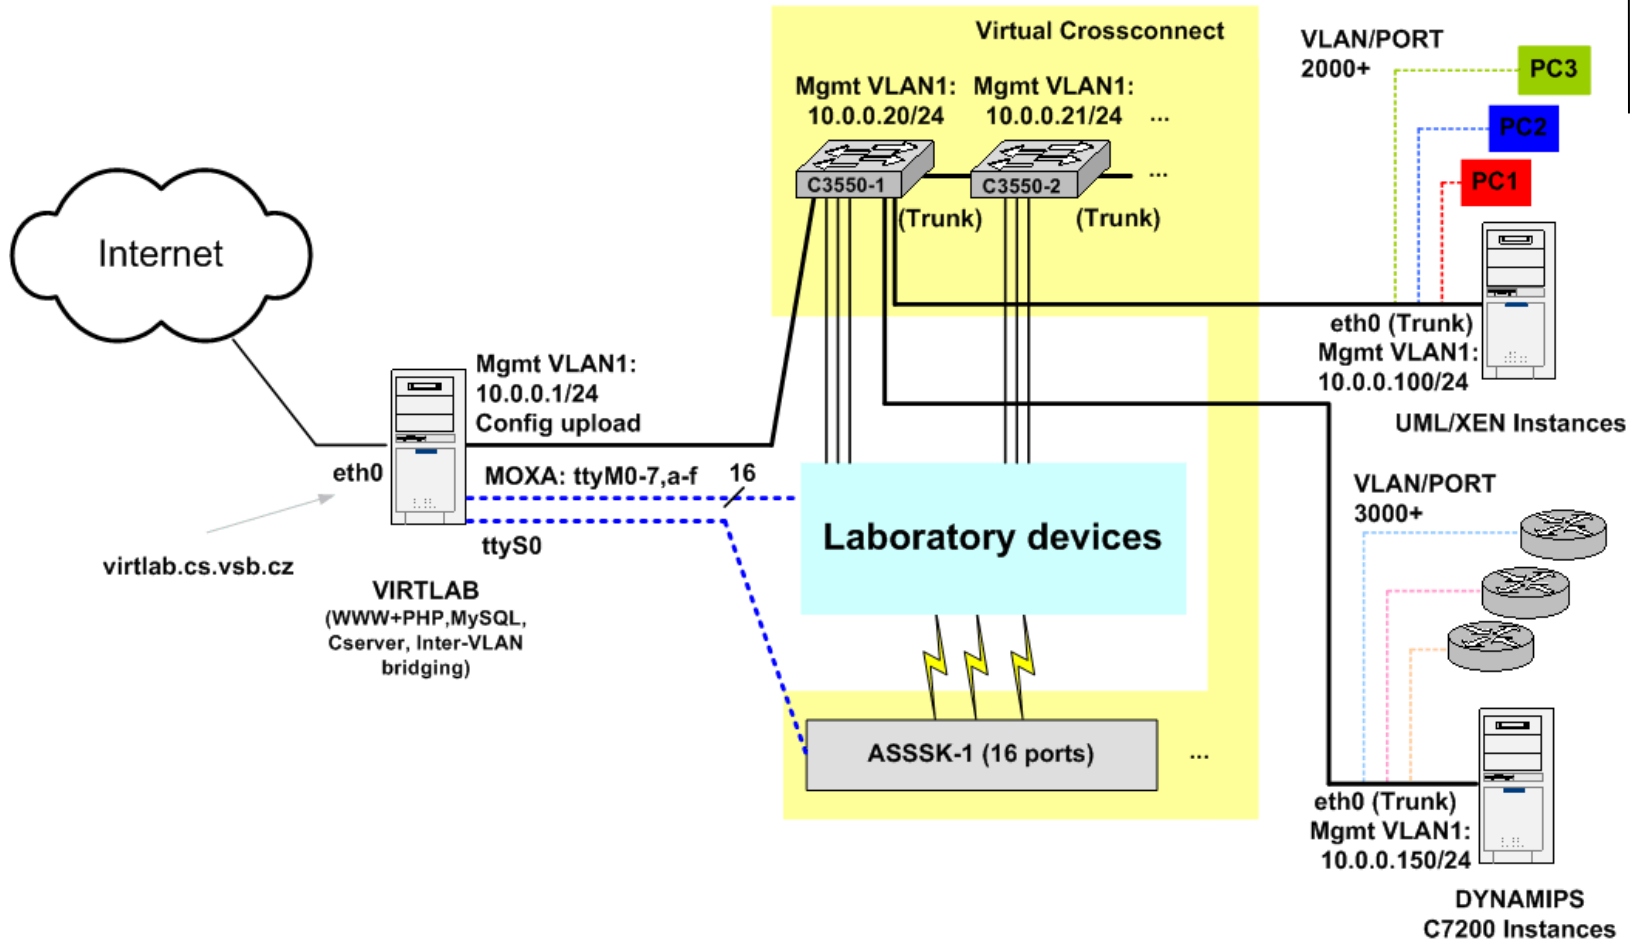 Virtual Crossconnect
Mgmt VLAN1:
10.0.0.20/24
Mgmt VLAN1:
10.0.0.21/24
...
C3550-1
C3550-2
...
(Trunk)
(Trunk)
VLAN/PORT
2000+
PC3
PC2
PC1
eth0 (Trunk)
Mgmt VLAN1:
10.0.0.100/24
UML/XEN Instances
Internet
Mgmt VLAN1:
10.0.0.1/24
Config upload
eth0
MOXA: ttyM0-7,a-f
16
ttyS0
virtlab.cs.vsb.cz
VIRTLAB
(WWW+PHP,MySQL,
Cserver, Inter-VLAN
bridging)
Laboratory devices
ASSSK-1 (16 ports)
...
VLAN/PORT
3000+
eth0 (Trunk)
Mgmt VLAN1:
10.0.0.150/24
DYNAMIPS
C7200 Instances